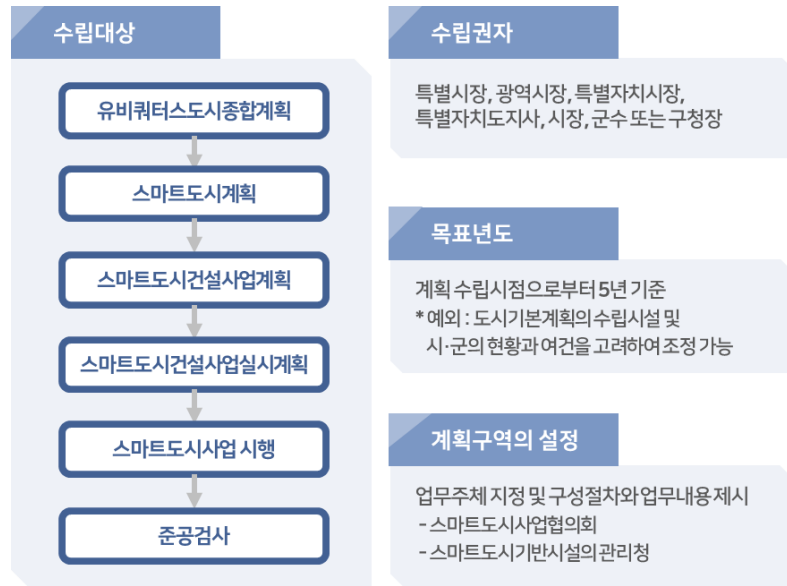 수립대상
유비쿼터스도시종합계획
스마트도시계획
스마트도시건설사업계획
스마트도시건설사업실시계획
스마트도시사업 시행
준공검사
수립권자
특별시장, 광역시장, 특별자치시장,
특별자치도지사, 시장, 군수 또는 구청장
목표년도
계획 수립시점으로부터 5년 기준
* 예외 : 도시기본계획의 수립시설 및
시·군의 현황과 여건을 고려하여 조정 가능
계획구역의 설정
업무주체 지정 및 구성절차와 업무내용 제시
- 스마트도시사업협의회
- 스마트도시기반시설의 관리청